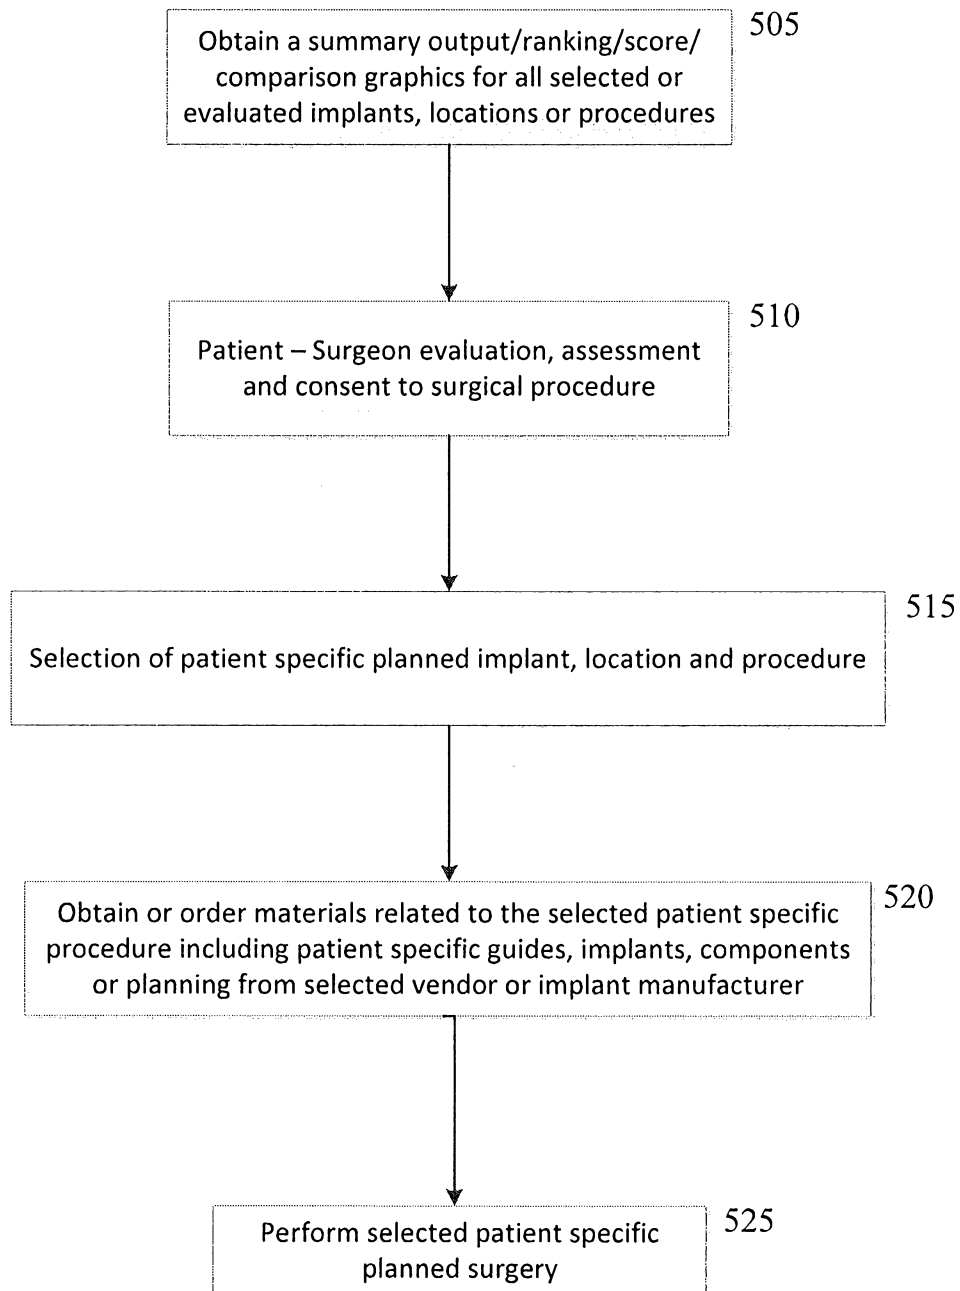 505
Obtain a summary output/ranking/score/
comparison graphics for all selected or
evaluated implants, locations or procedures
510
Patient – Surgeon evaluation, assessment
and consent to surgical procedure
515
Selection of patient specific planned implant, location and procedure
520
Obtain or order materials related to the selected patient specific
procedure including patient specific guides, implants, components
or planning from selected vendor or implant manufacturer
525
Perform selected patient specific
planned surgery